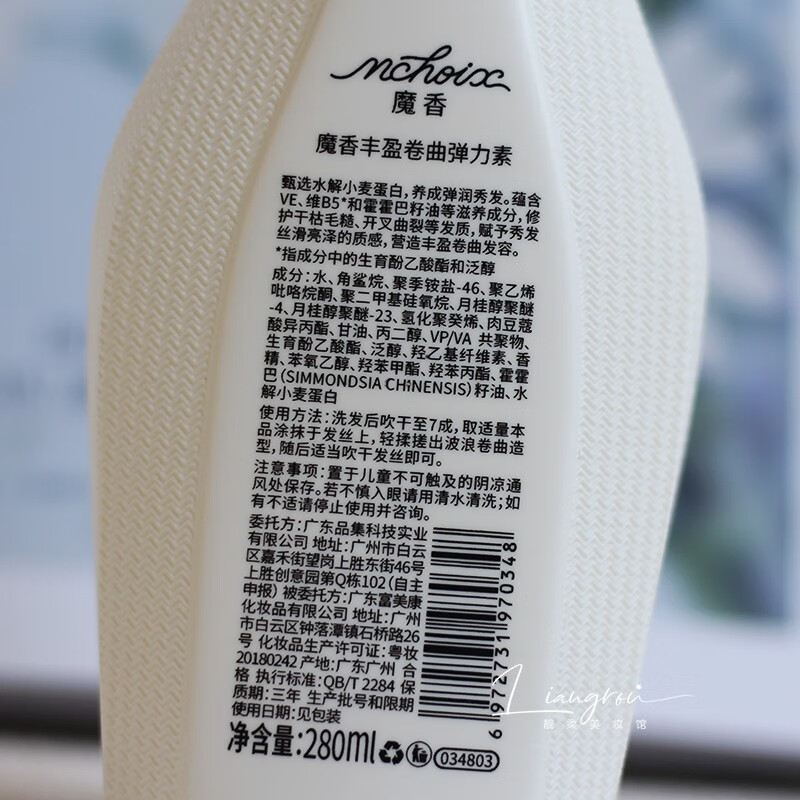 nchoix
魔香
魔香丰盈卷曲弹力素
甄选水解小麦蛋白,养成弹润秀发。蕴含
VE、维B5*和霍霍巴籽油等滋养成分,修
护干枯毛糙、开叉曲裂等发质,赋予秀发
丝滑亮泽的质感,营造丰盈卷曲发容。
*指成分中的生育酚乙酸酯和泛醇
成分:水、角鲨烷、聚季铵盐-46、聚乙烯
吡咯烷酮、聚二甲基硅氧烷、月桂醇聚醚
-4、月桂醇聚醚-23、氢化聚癸烯、肉豆蔻
酸异丙酯、甘油、丙二醇、VP/VA 共聚物、
生育酚乙酸酯、泛醇、羟乙基纤维素、香
精、苯氧乙醇、羟苯甲酯、羟苯丙酯、霍霍
巴(SIMMONDSIA CHINENSIS)籽油、水
解小麦蛋白
使用方法:洗发后吹干至7成,取适量本
品涂抹于发丝上,轻揉搓出波浪卷曲造
型,随后适当吹干发丝即可。
注意事项:置于儿童不可触及的阴凉通
风处保存。若不慎入眼请用清水清洗;如
有不适请停止使用并咨询。
委托方:广东品集科技实业
有限公司 地址:广州市白云
区嘉禾街望岗上胜东街46号
上胜创意园第Q栋102(自主
申报) 被委托方:广东富美康
化妆品有限公司 地址:广州
市白云区钟落潭镇石桥路26
号 化妆品生产许可证:粤妆
20180242 产地:广东广州 合
格 执行标准:QB/T 2284 保
质期:三年 生产批号和限期
使用日期:见包装
6 974731 970348
净含量:280ml
034803
Liangrou
靓柔美妆馆